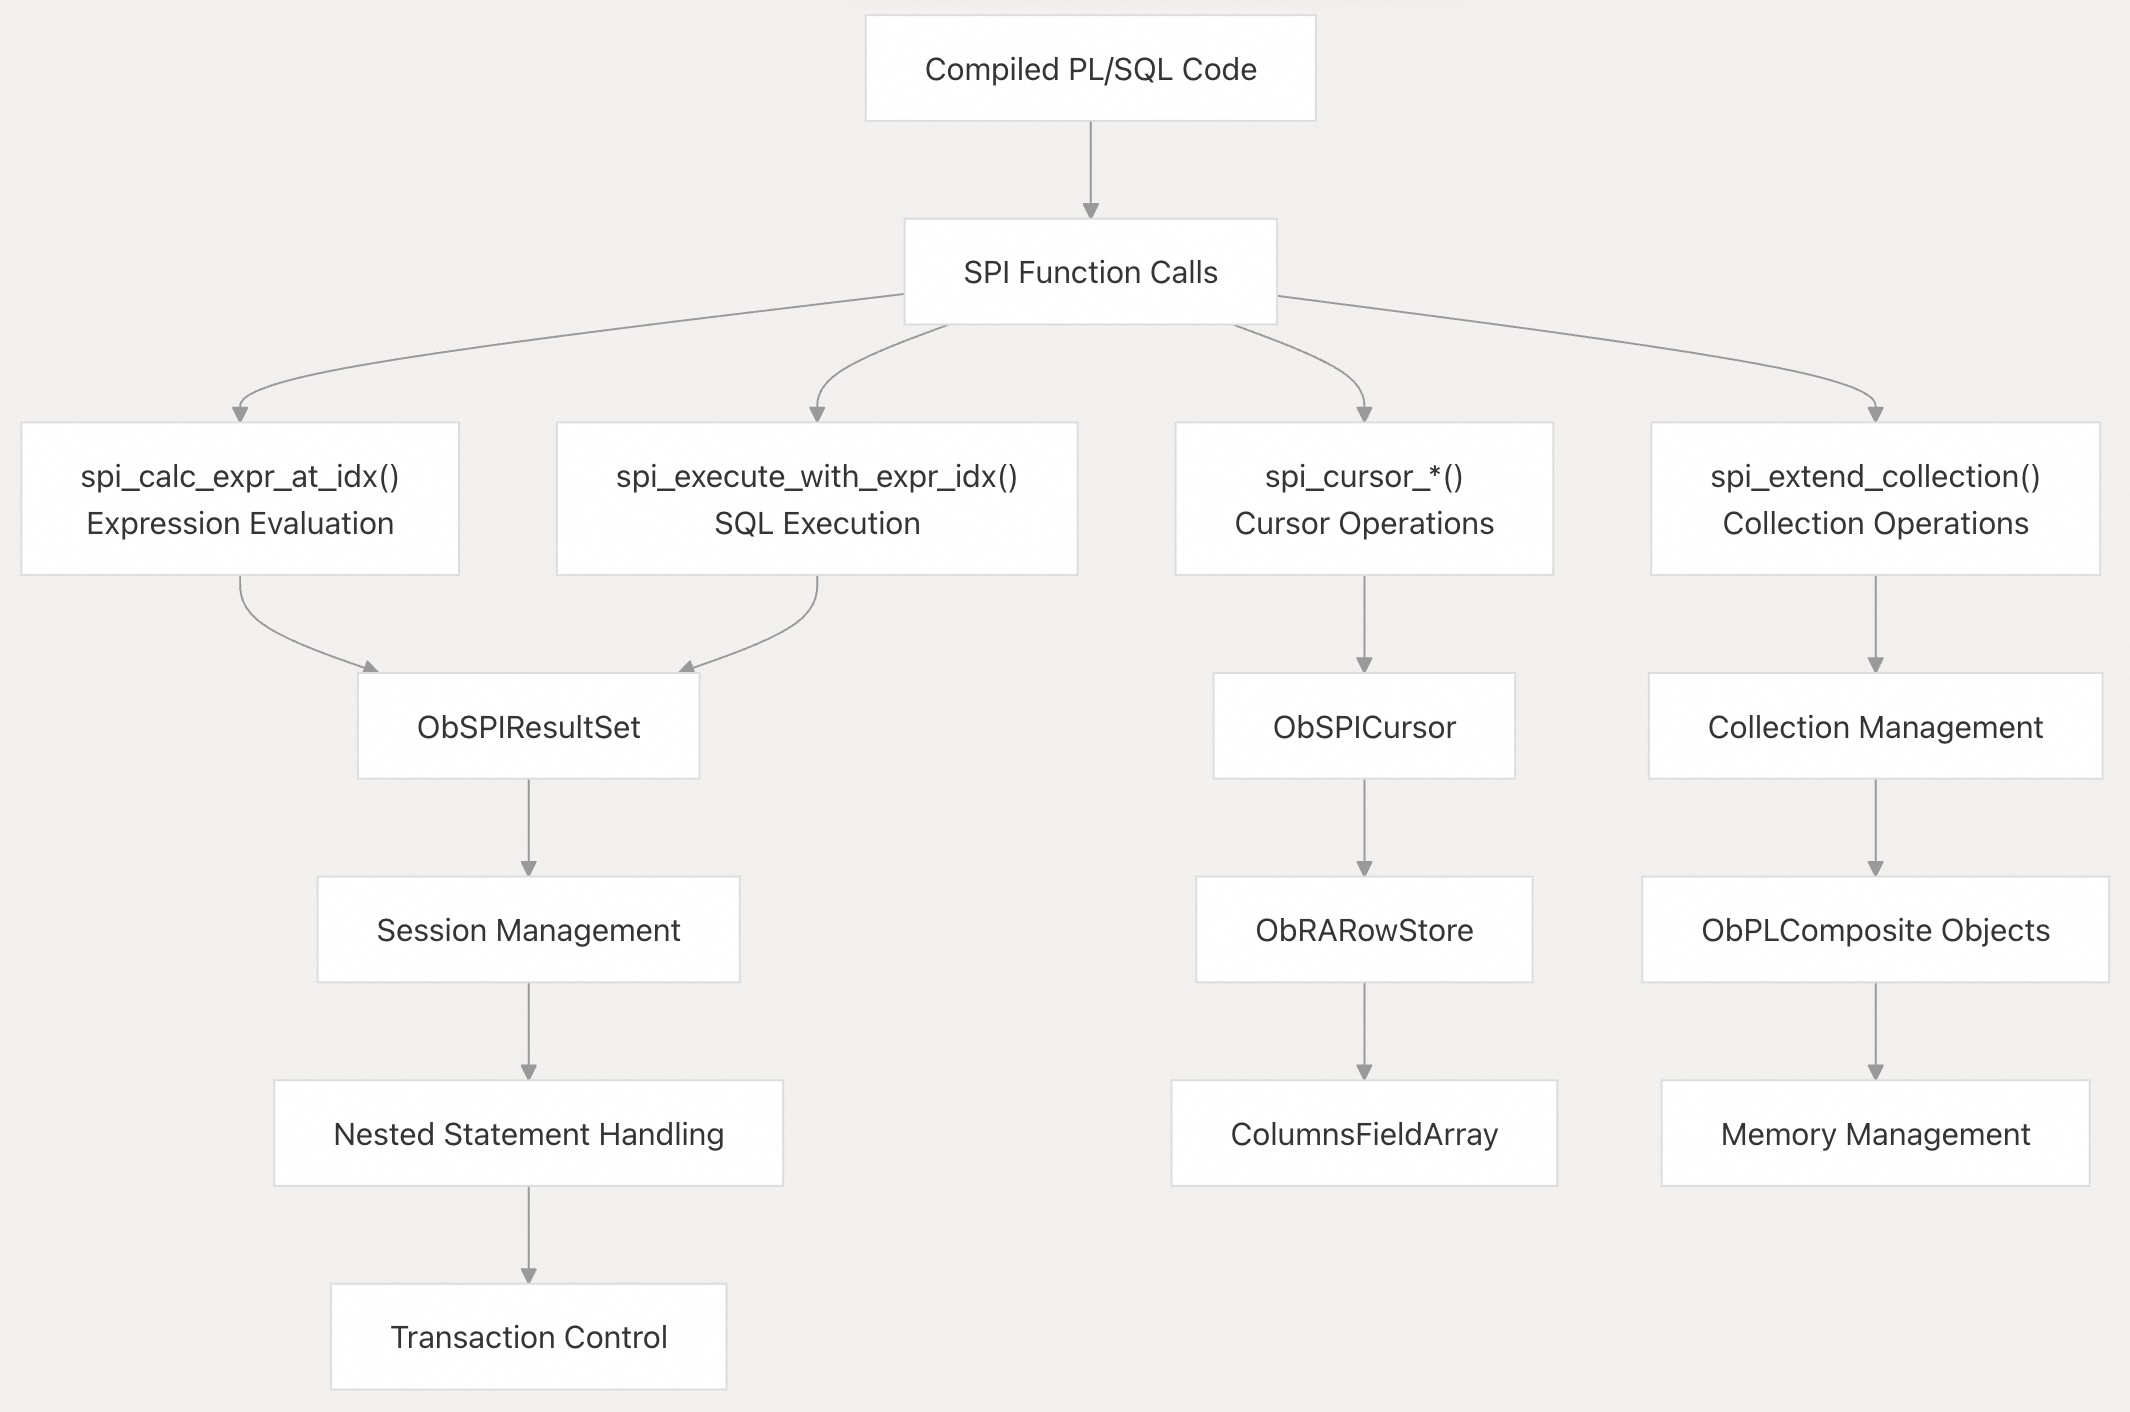 Compiled PL/SQL Code
SPI Function Calls
spi_calc_expr_at_idx()
Expression Evaluation
spi_execute_with_expr_idx()
SQL Execution
spi_cursor_*()
Cursor Operations
spi_extend_collection()
Collection Operations
ObSPIResultSet
ObSPICursor
Collection Management
Session Management
ObRARowStore
ObPLComposite Objects
Nested Statement Handling
ColumnsFieldArray
Memory Management
Transaction Control